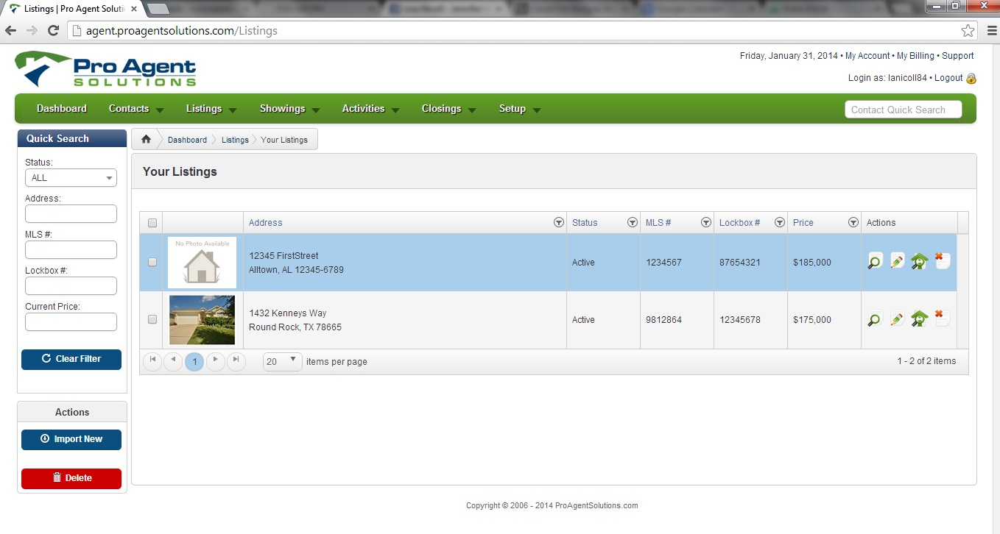 Listings | Pro Agent Soluti
agent.proagentsolutions.com/Listings
Pro Agent
SOLUTIONS
Friday, January 31, 2014 • My Account • My Billing • Support
Login as: lanicoll84 • Logout
Dashboard Contacts Listings Showings Activities Closings Setup
Contact Quick Search
Quick Search
Status:
ALL
Address:
MLS #:
Lockbox #:
Current Price:
Clear Filter
Actions
Import New
Delete
Dashboard Listings Your Listings
Your Listings
Address Status MLS # Lockbox # Price Actions
No Photo Available
12345 FirstStreet
Alltown, AL 12345-6789
Active 1234567 87654321 $185,000
1432 Kenneys Way
Round Rock, TX 78665
Active 9812864 12345678 $175,000
1 20 items per page 1 - 2 of 2 items
Copyright © 2006 - 2014 ProAgentSolutions.com